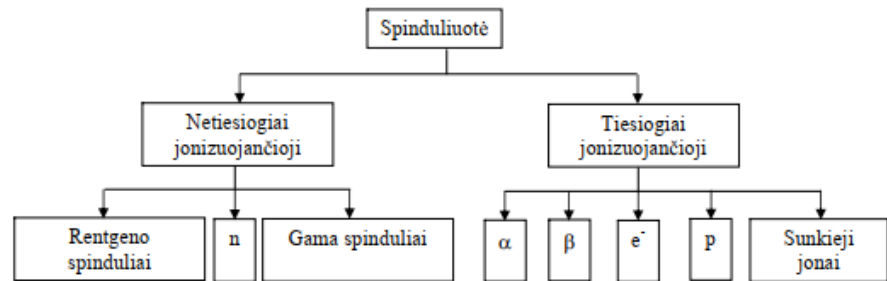 Spinduliuotė
Netiesiogiai
jonizuojančioji
Tiesiogiai
jonizuojančioji
Rentgeno
spinduliai
n
Gama spinduliai
α
β
e⁻
p
Sunkieji
jonai